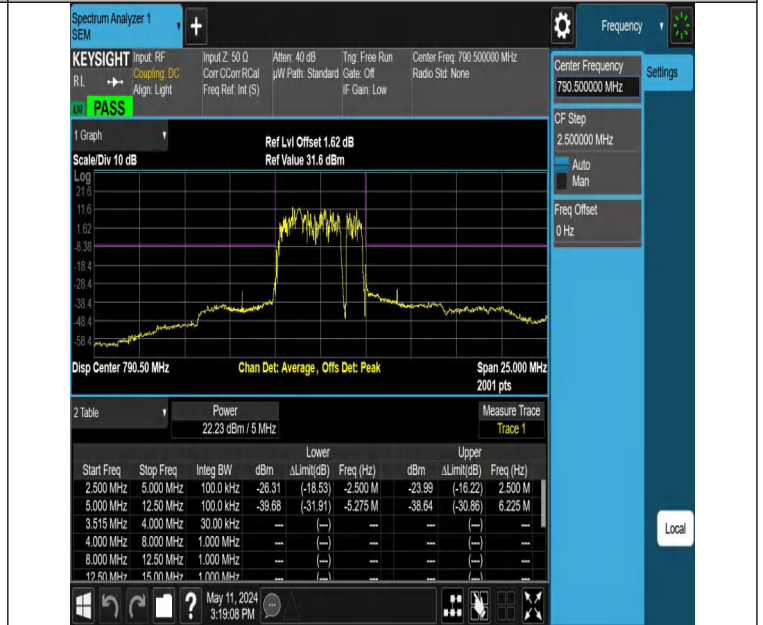 Spectrum Analyzer 1
SEM
+
Frequency
KEYSIGHT
RL
PASS
Input: RF
Coupling: DC
Align: Light
Input Z: 50 Ω
Corr CCorr RCal
Freq Ref: Int (S)
Atten: 40 dB
µW Path: Standard
Trig: Free Run
Gate: Off
IF Gain: Low
Center Freq: 790.500000 MHz
Radio Std: None
Center Frequency
790.500000 MHz
Settings
CF Step
2.500000 MHz
Auto
Man
Freq Offset
0 Hz
1 Graph
Scale/Div 10 dB
Ref Lvl Offset 1.62 dB
Ref Value 31.6 dBm
Log
21.6
11.6
1.62
-8.38
-18.4
-28.4
-38.4
-48.4
-58.4
Disp Center 790.50 MHz
Chan Det: Average, Offs Det: Peak
Span 25.000 MHz
2001 pts
2 Table
Power
22.23 dBm / 5 MHz
Measure Trace
Trace 1
Lower Upper
Start Freq Stop Freq Integ BW dBm ΔLimit(dB) Freq (Hz) dBm ΔLimit(dB) Freq (Hz)
2.500 MHz 5.000 MHz 100.0 kHz -26.31 (-18.53) -2.500 M -23.99 (-16.22) 2.500 M
5.000 MHz 12.50 MHz 100.0 kHz -39.68 (-31.91) -5.275 M -38.64 (-30.86) 6.225 M
3.515 MHz 4.000 MHz 30.00 kHz --- (---) --- --- (---) ---
4.000 MHz 8.000 MHz 1.000 MHz --- (---) --- --- (---) ---
8.000 MHz 12.50 MHz 1.000 MHz --- (---) --- --- (---) ---
12.50 MHz 15.00 MHz 1.000 MHz --- (---) --- --- (---) ---
Local
?
May 11, 2024
3:19:08 PM